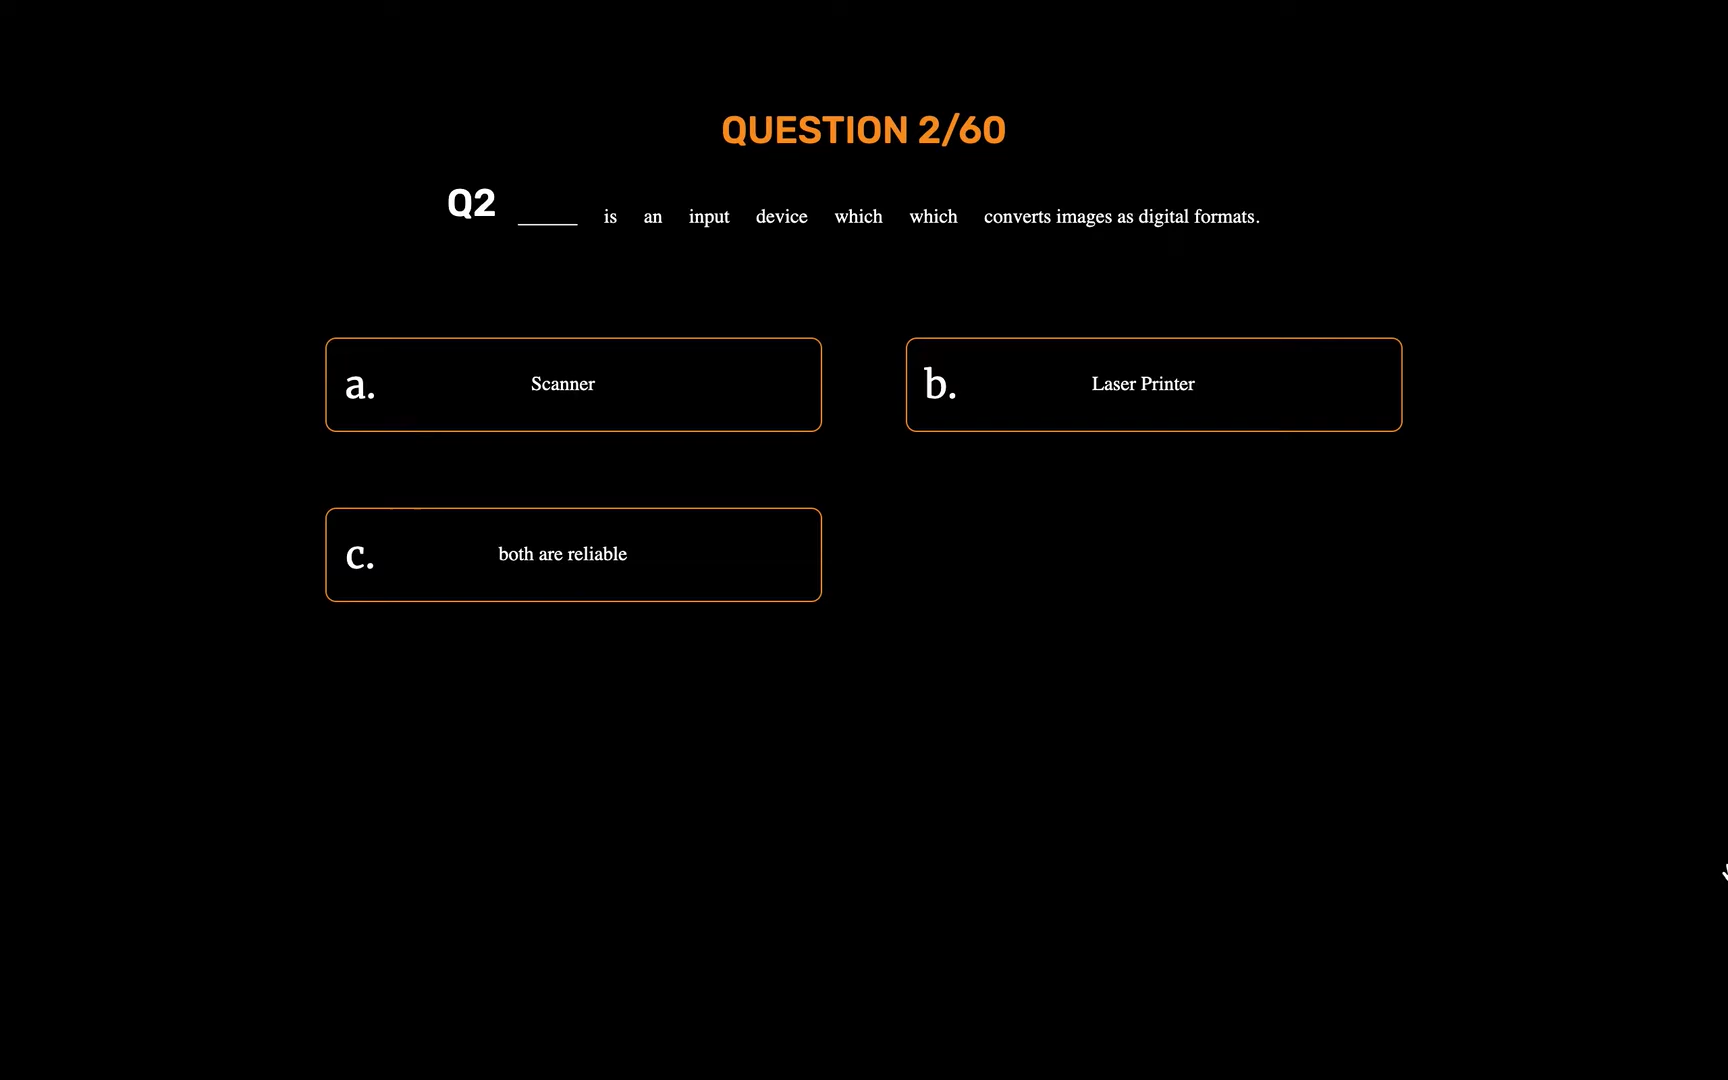 QUESTION 2/60
Q2 ______ is an input device which which converts images as digital formats.
a. Scanner
b. Laser Printer
c. both are reliable